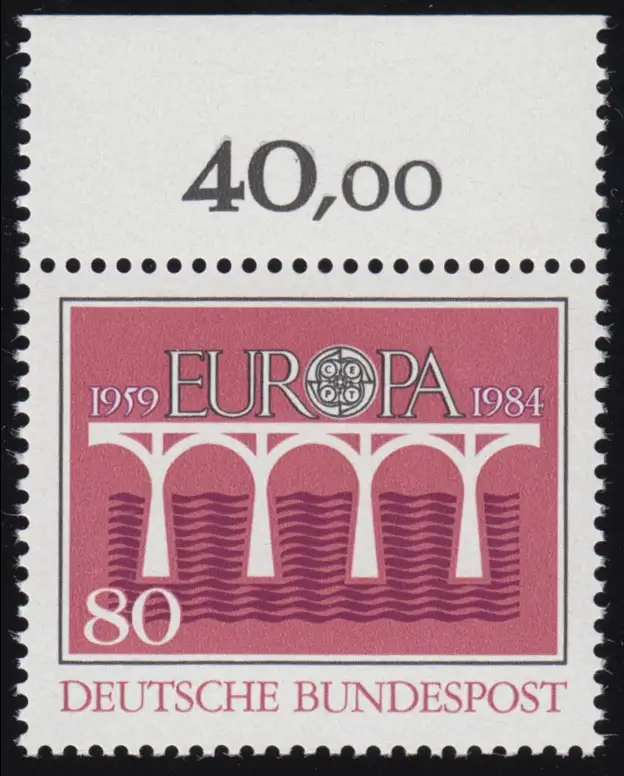 40,00
1959 EUROPA 1984
C E
P T
80
DEUTSCHE BUNDESPOST